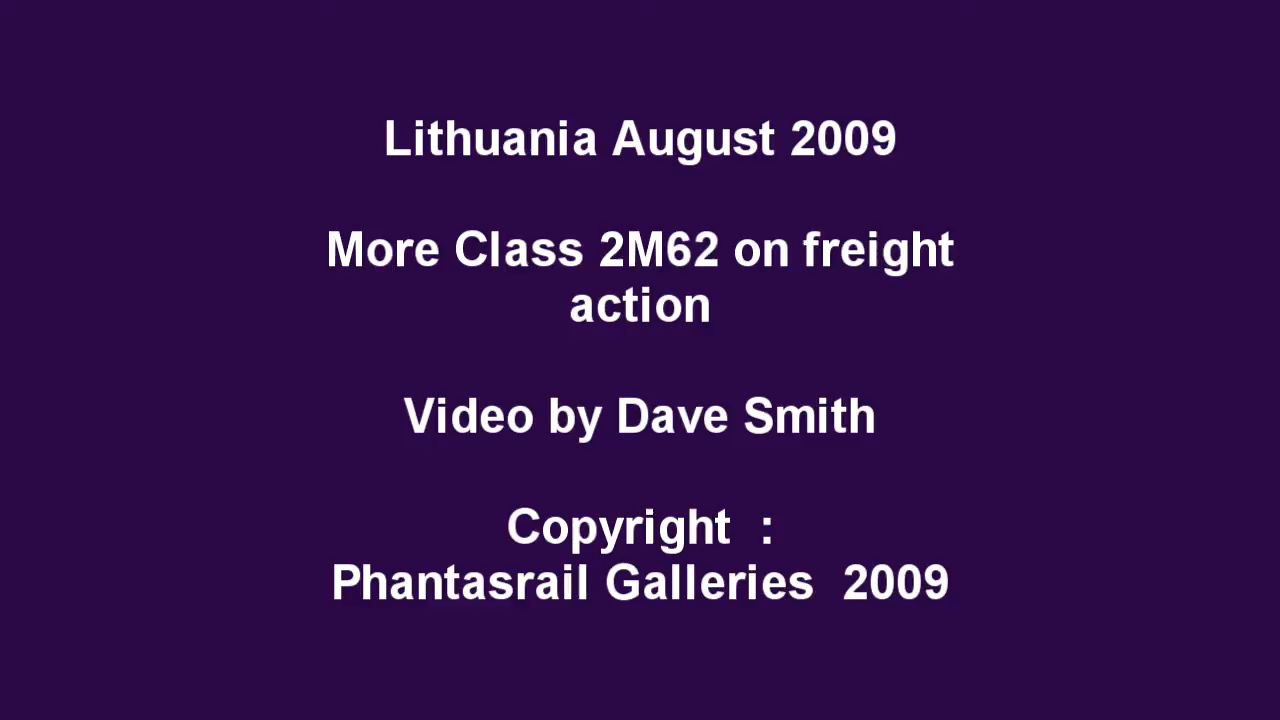 Lithuania August 2009
More Class 2M62 on freight
action
Video by Dave Smith
Copyright  :
Phantasrail Galleries  2009